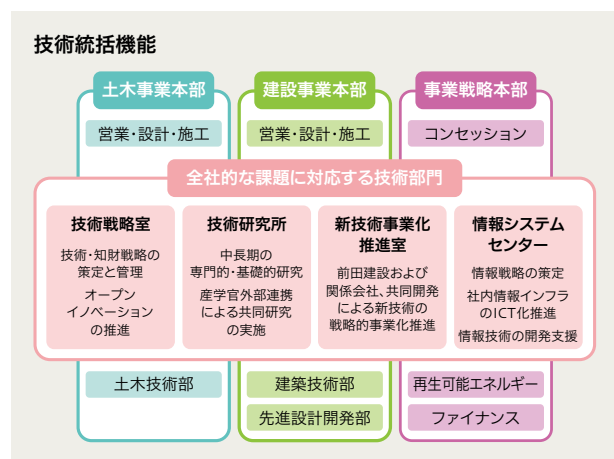 技術統括機能
土木事業本部
建設事業本部
事業戦略本部
営業・設計・施工
営業・設計・施工
コンセッション
全社的な課題に対応する技術部門
技術戦略室
技術・知財戦略の
策定と管理
オープン
イノベーション
の推進
技術研究所
中長期の
専門的・基礎的研究
産学官外部連携
による共同研究
の実施
新技術事業化
推進室
前田建設および
関係会社、共同開発
による新技術の
戦略的事業化推進
情報システム
センター
情報戦略の策定
社内情報インフラ
のICT化推進
情報技術の開発支援
土木技術部
建築技術部
再生可能エネルギー
先進設計開発部
ファイナンス